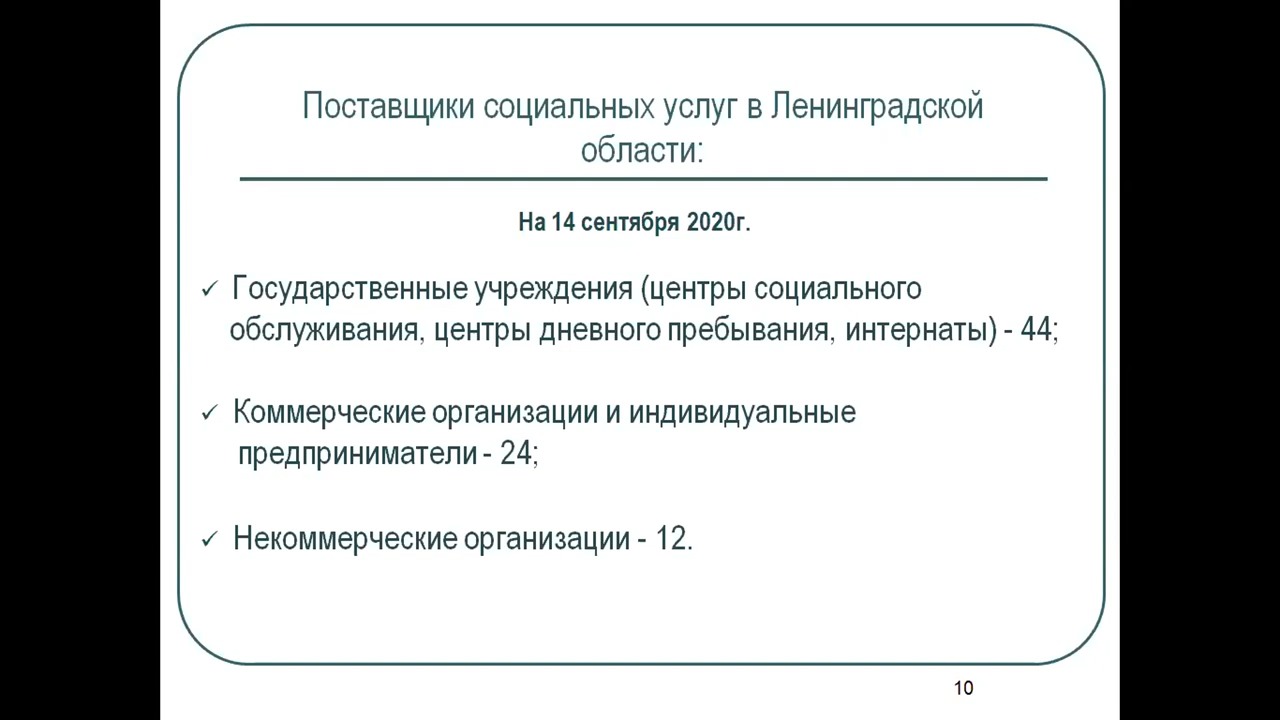 Поставщики социальных услуг в Ленинградской
области:
На 14 сентября 2020г.
✓ Государственные учреждения (центры социального
обслуживания, центры дневного пребывания, интернаты) - 44;
✓ Коммерческие организации и индивидуальные
предприниматели - 24;
✓ Некоммерческие организации - 12.
10